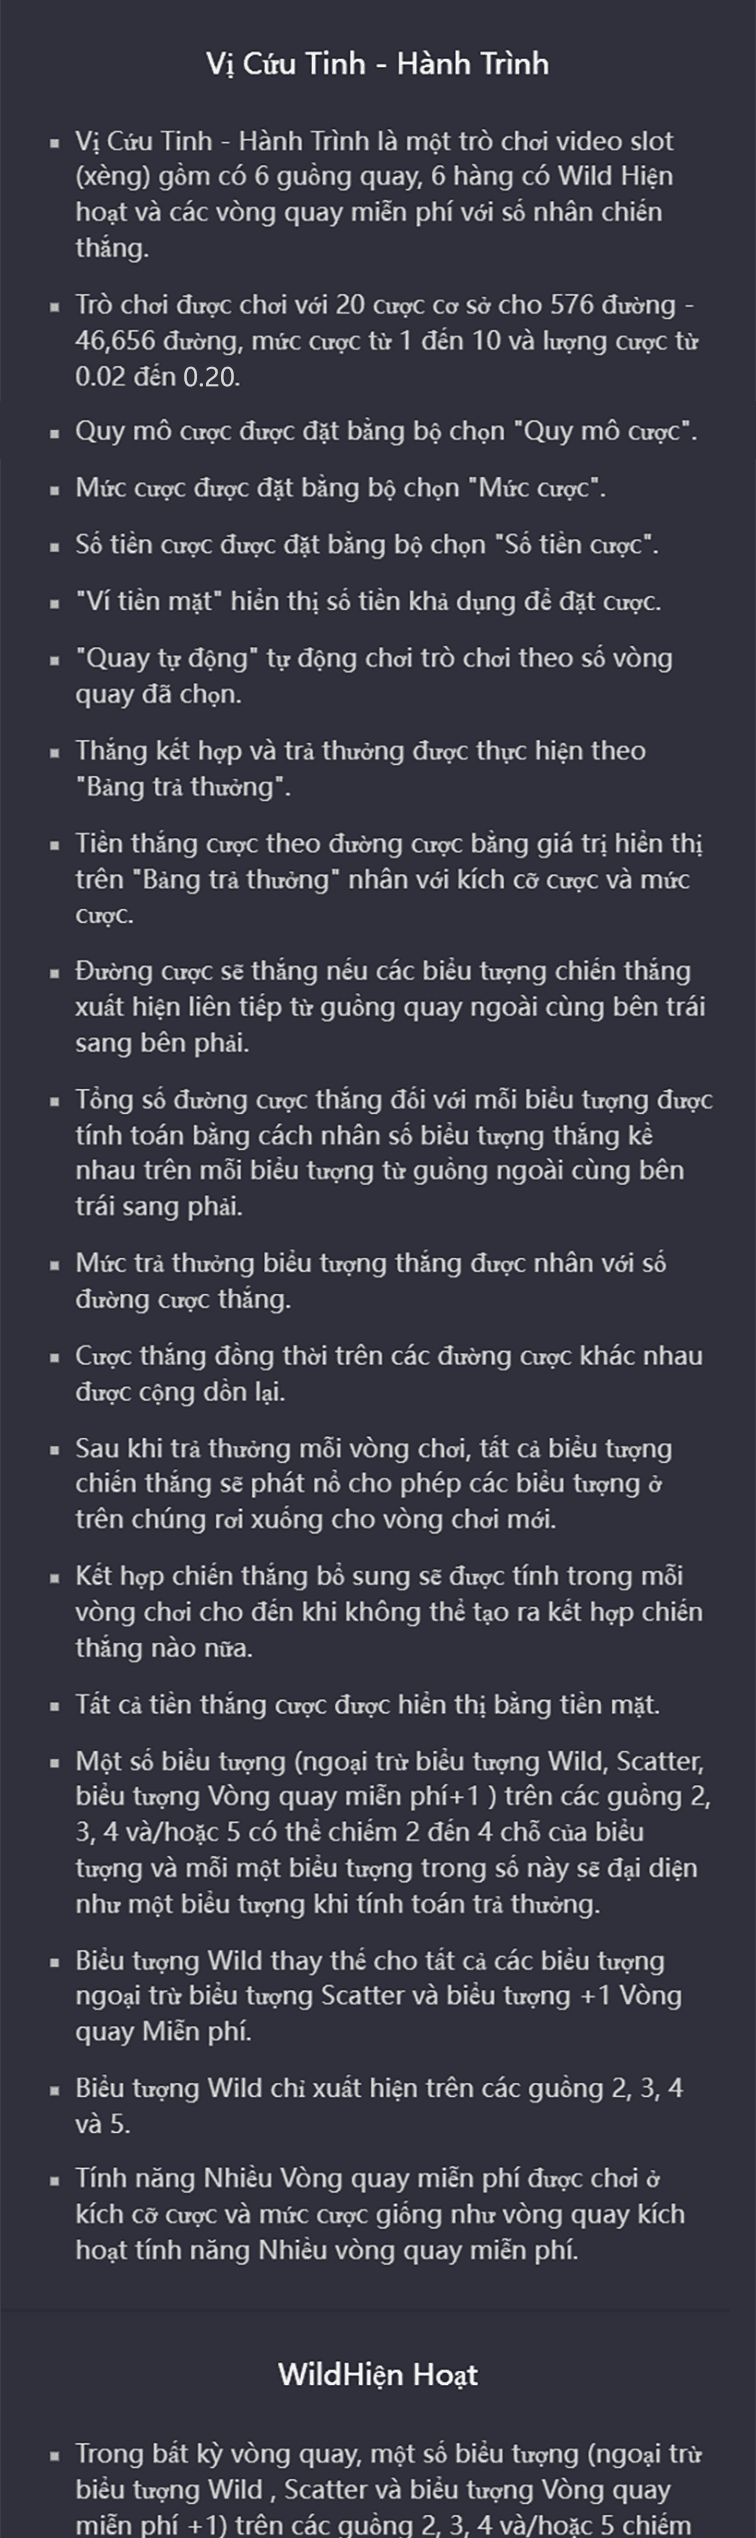 Vị Cứu Tinh - Hành Trình
▪ Vị Cứu Tinh - Hành Trình là một trò chơi video slot
(xèng) gồm có 6 guồng quay, 6 hàng có Wild Hiện
hoạt và các vòng quay miễn phí với số nhân chiến
thắng.
▪ Trò chơi được chơi với 20 cược cơ sở cho 576 đường -
46,656 đường, mức cược từ 1 đến 10 và lượng cược từ
0.02 đến 0.20.
▪ Quy mô cược được đặt bằng bộ chọn "Quy mô cược".
▪ Mức cược được đặt bằng bộ chọn "Mức cược".
▪ Số tiền cược được đặt bằng bộ chọn "Số tiền cược".
▪ "Ví tiền mặt" hiển thị số tiền khả dụng để đặt cược.
▪ "Quay tự động" tự động chơi trò chơi theo số vòng
quay đã chọn.
▪ Thắng kết hợp và trả thưởng được thực hiện theo
"Bảng trả thưởng".
▪ Tiền thắng cược theo đường cược bằng giá trị hiển thị
trên "Bảng trả thưởng" nhân với kích cỡ cược và mức
cược.
▪ Đường cược sẽ thắng nếu các biểu tượng chiến thắng
xuất hiện liên tiếp từ guồng quay ngoài cùng bên trái
sang bên phải.
▪ Tổng số đường cược thắng đối với mỗi biểu tượng được
tính toán bằng cách nhân số biểu tượng thắng kề
nhau trên mỗi biểu tượng từ guồng ngoài cùng bên
trái sang phải.
▪ Mức trả thưởng biểu tượng thắng được nhân với số
đường cược thắng.
▪ Cược thắng đồng thời trên các đường cược khác nhau
được cộng dồn lại.
▪ Sau khi trả thưởng mỗi vòng chơi, tất cả biểu tượng
chiến thắng sẽ phát nổ cho phép các biểu tượng ở
trên chúng rơi xuống cho vòng chơi mới.
▪ Kết hợp chiến thắng bổ sung sẽ được tính trong mỗi
vòng chơi cho đến khi không thể tạo ra kết hợp chiến
thắng nào nữa.
▪ Tất cả tiền thắng cược được hiển thị bằng tiền mặt.
▪ Một số biểu tượng (ngoại trừ biểu tượng Wild, Scatter,
biểu tượng Vòng quay miễn phí+1 ) trên các guồng 2,
3, 4 và/hoặc 5 có thể chiếm 2 đến 4 chỗ của biểu
tượng và mỗi một biểu tượng trong số này sẽ đại diện
như một biểu tượng khi tính toán trả thưởng.
▪ Biểu tượng Wild thay thế cho tất cả các biểu tượng
ngoại trừ biểu tượng Scatter và biểu tượng +1 Vòng
quay Miễn phí.
▪ Biểu tượng Wild chỉ xuất hiện trên các guồng 2, 3, 4
và 5.
▪ Tính năng Nhiều Vòng quay miễn phí được chơi ở
kích cỡ cược và mức cược giống như vòng quay kích
hoạt tính năng Nhiều vòng quay miễn phí.
WildHiện Hoạt
▪ Trong bất kỳ vòng quay, một số biểu tượng (ngoại trừ
biểu tượng Wild , Scatter và biểu tượng Vòng quay
miễn phí +1) trên các guồng 2, 3, 4 và/hoặc 5 chiếm